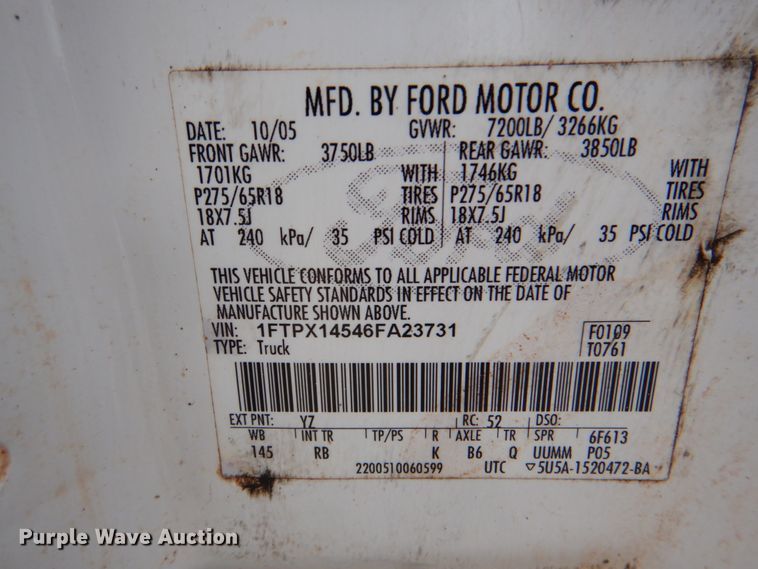 MFD. BY FORD MOTOR CO.
DATE: 10/05 GVWR: 7200LB/ 3266KG
FRONT GAWR: 3750LB REAR GAWR: 3850LB
1701KG WITH 1746KG WITH
P275/65R18 TIRES P275/65R18 TIRES
18X7.5J RIMS 18X7.5J RIMS
AT 240 kPa/ 35 PSI COLD AT 240 kPa/ 35 PSI COLD
THIS VEHICLE CONFORMS TO ALL APPLICABLE FEDERAL MOTOR
VEHICLE SAFETY STANDARDS IN EFFECT ON THE DATE OF
MANUFACTURE SHOWN ABOVE.
VIN: 1FTPX14546FA23731 F0109
TYPE: Truck T0761
EXT PNT: YZ RC: 52 DSO:
WB INT TR TP/PS R AXLE TR SPR 6F613
145 RB K B6 Q UUMM P05
2200510060599 UTC ▽5U5A-1520472-BA
Purple Wave Auction